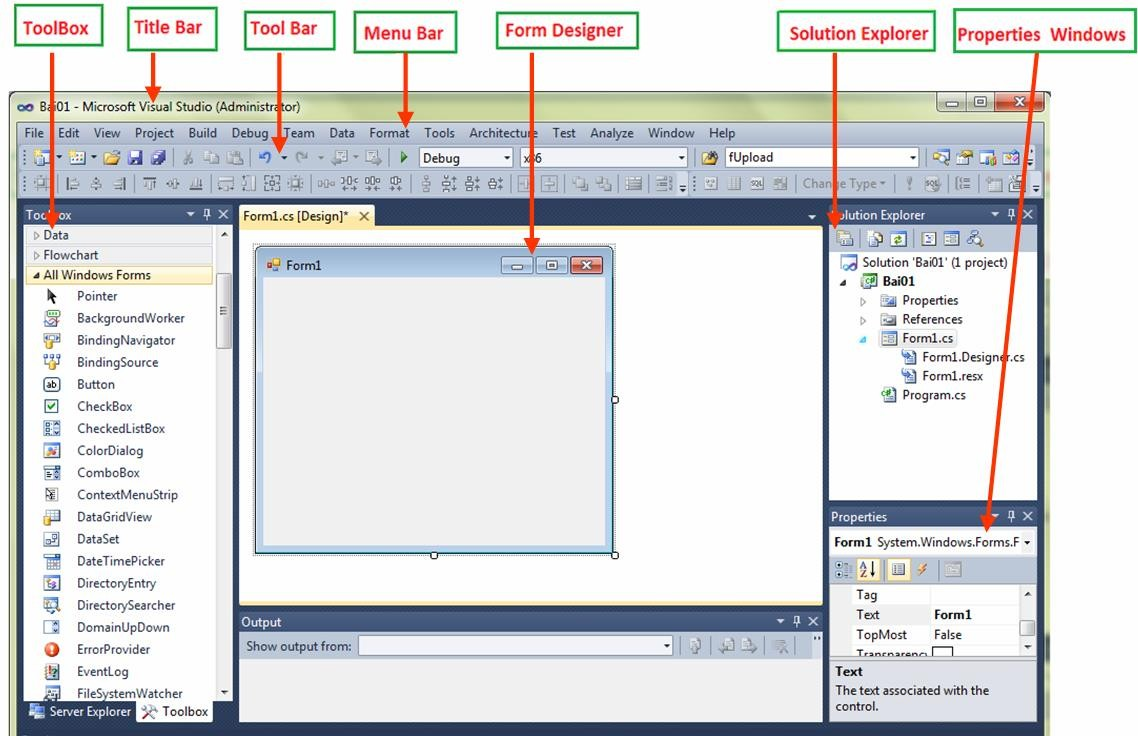 ToolBox
Title Bar
Tool Bar
Menu Bar
Form Designer
Solution Explorer
Properties Windows
Bai01 - Microsoft Visual Studio (Administrator)
File Edit View Project Build Debug Team Data Format Tools Architecture Test Analyze Window Help
Debug x86 fUpload
Change Type
Toolbox
Data
Flowchart
All Windows Forms
Pointer
BackgroundWorker
BindingNavigator
BindingSource
Button
CheckBox
CheckedListBox
ColorDialog
ComboBox
ContextMenuStrip
DataGridView
DataSet
DateTimePicker
DirectoryEntry
DirectorySearcher
DomainUpDown
ErrorProvider
EventLog
FileSystemWatcher
Server Explorer Toolbox
Form1.cs [Design]*
Form1
Output
Show output from:
Solution Explorer
Solution 'Bai01' (1 project)
Bai01
Properties
References
Form1.cs
Form1.Designer.cs
Form1.resx
Program.cs
Properties
Form1 System.Windows.Forms.F
Tag
Text Form1
TopMost False
Transparency
Text
The text associated with the
control.